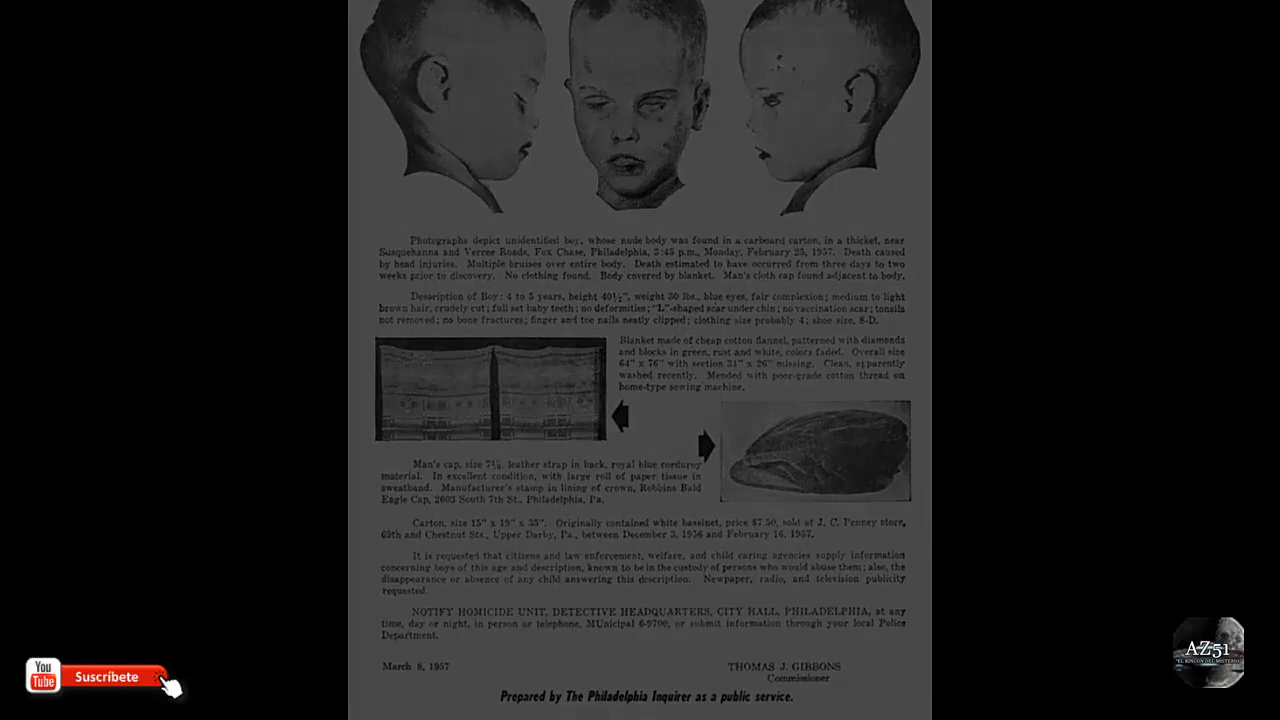 Photographs depict unidentified boy, whose nude body was found in a carboard carton, in a thicket, near
Susquehanna and Verree Roads, Fox Chase, Philadelphia, 3:45 p.m., Monday, February 25, 1957. Death caused
by head injuries. Multiple bruises over entire body. Death estimated to have occurred from three days to two
weeks prior to discovery. No clothing found. Body covered by blanket. Man's cloth cap found adjacent to body.
Description of Boy: 4 to 5 years, height 40½", weight 30 lbs., blue eyes, fair complexion; medium to light
brown hair, crudely cut; full set baby teeth; no deformities; "L"-shaped scar under chin; no vaccination scar; tonsils
not removed; no bone fractures; finger and toe nails neatly clipped; clothing size probably 4; shoe size, 8-D.
Blanket made of cheap cotton flannel, patterned with diamonds
and blocks in green, rust and white, colors faded. Overall size
64" x 76" with section 31" x 26" missing. Clean, apparently
washed recently. Mended with poor-grade cotton thread on
home-type sewing machine.
Man's cap, size 7⅛, leather strap in back, royal blue corduroy
material. In excellent condition, with large roll of paper tissue in
sweatband. Manufacturer's stamp in lining of crown, Robbins Bald
Eagle Cap, 2603 South 7th St., Philadelphia, Pa.
Carton, size 15" x 19" x 35". Originally contained white bassinet, price $7.50, sold at J. C. Penney store,
69th and Chestnut Sts., Upper Darby, Pa., between December 3, 1956 and February 16, 1957.
It is requested that citizens and law enforcement, welfare, and child caring agencies supply information
concerning boys of this age and description, known to be in the custody of persons who would abuse them; also, the
disappearance or absence of any child answering this description. Newpaper, radio, and television publicity
requested.
NOTIFY HOMICIDE UNIT, DETECTIVE HEADQUARTERS, CITY HALL, PHILADELPHIA, at any
time, day or night, in person or telephone, MUnicipal 6-9700, or submit information through your local Police
Department.
March 8, 1957
THOMAS J. GIBBONS
Commissioner
Prepared by The Philadelphia Inquirer as a public service.
You
Tube
Suscríbete
AZ51
"EL RINCON DEL MISTERIO"